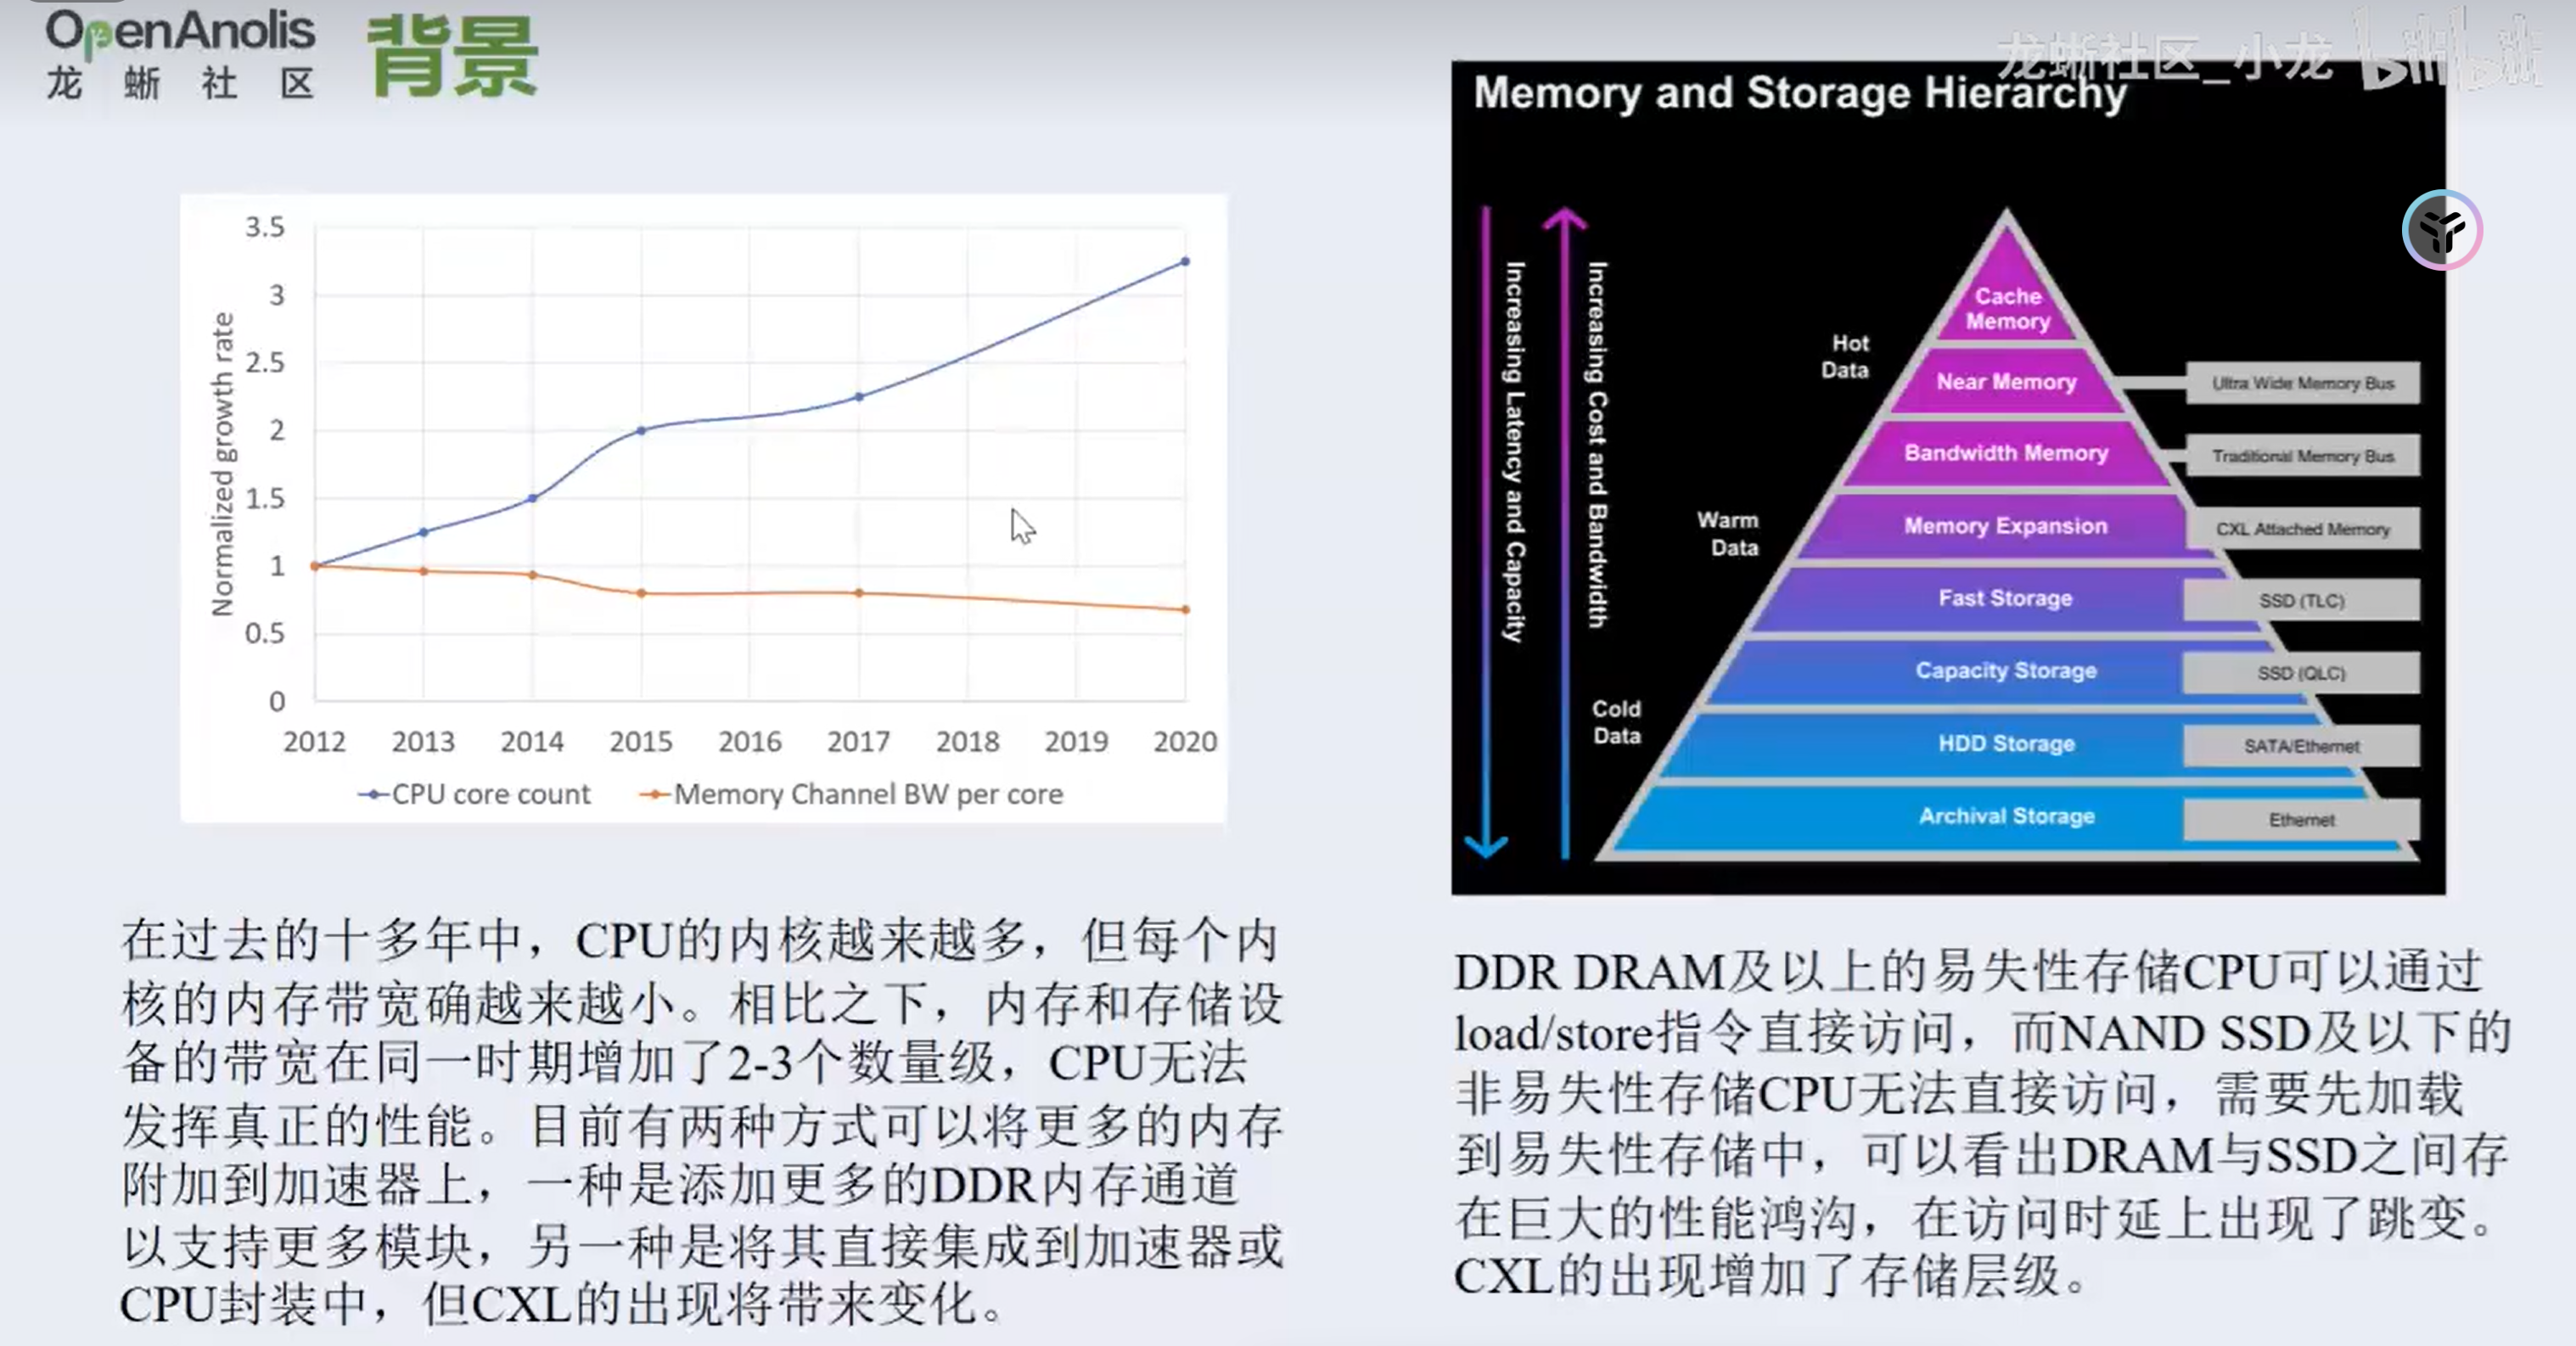 OpenAnolis
龙蜥社区
背景
龙蜥社区_小龙 bilibili
3.5
3
2.5
2
1.5
1
0.5
0
Normalized growth rate
2012 2013 2014 2015 2016 2017 2018 2019 2020
CPU core count Memory Channel BW per core
在过去的十多年中，CPU的内核越来越多，但每个内
核的内存带宽确越来越小。相比之下，内存和存储设
备的带宽在同一时期增加了2-3个数量级，CPU无法
发挥真正的性能。目前有两种方式可以将更多的内存
附加到加速器上，一种是添加更多的DDR内存通道
以支持更多模块，另一种是将其直接集成到加速器或
CPU封装中，但CXL的出现将带来变化。
Memory and Storage Hierarchy
Increasing Latency and Capacity
Increasing Cost and Bandwidth
Hot
Data
Warm
Data
Cold
Data
Cache
Memory
Near Memory
Ultra Wide Memory Bus
Bandwidth Memory
Traditional Memory Bus
Memory Expansion
CXL Attached Memory
Fast Storage
SSD (TLC)
Capacity Storage
SSD (QLC)
HDD Storage
SATA/Ethernet
Archival Storage
Ethernet
DDR DRAM及以上的易失性存储CPU可以通过
load/store指令直接访问，而NAND SSD及以下的
非易失性存储CPU无法直接访问，需要先加载
到易失性存储中，可以看出DRAM与SSD之间存
在巨大的性能鸿沟，在访问时延上出现了跳变。
CXL的出现增加了存储层级。